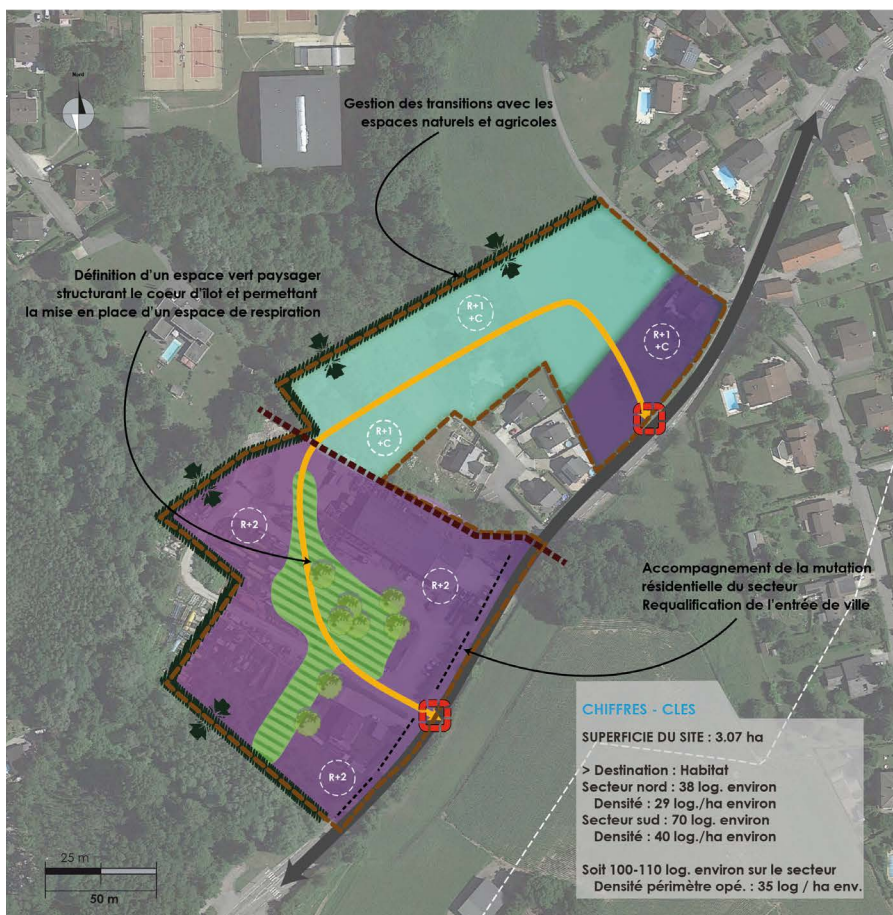 Nord
Gestion des transitions avec les
espaces naturels et agricoles
Définition d'un espace vert paysager
structurant le coeur d'îlot et permettant
la mise en place d'un espace de respiration
R+1
+C
R+1
+C
R+1
+C
R+2
R+2
R+2
Accompagnement de la mutation
résidentielle du secteur
Requalification de l'entrée de ville
CHIFFRES - CLES
SUPERFICIE DU SITE : 3.07 ha
> Destination : Habitat
Secteur nord : 38 log. environ
Densité : 29 log./ha environ
Secteur sud : 70 log. environ
Densité : 40 log./ha environ
Soit 100-110 log. environ sur le secteur
Densité périmètre opé. : 35 log / ha env.
25 m
50 m